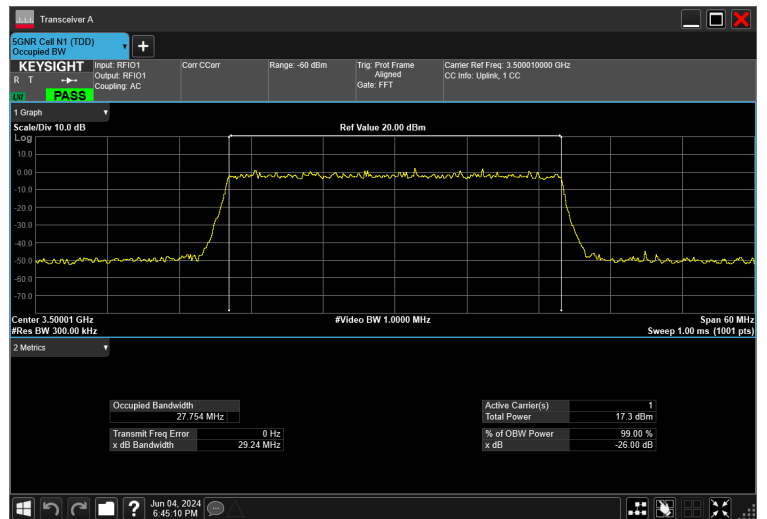 Transceiver A
5GNR Cell N1 (TDD)
Occupied BW
KEYSIGHT
R T
LXI
PASS
Input: RFIO1
Output: RFIO1
Coupling: AC
Corr CCorr
Range: -60 dBm
Trig: Prot Frame
Aligned
Gate: FFT
Carrier Ref Freq: 3.500010000 GHz
CC Info: Uplink, 1 CC
1 Graph
Scale/Div 10.0 dB
Ref Value 20.00 dBm
Log
10.0
0.00
-10.0
-20.0
-30.0
-40.0
-50.0
-60.0
-70.0
Center 3.50001 GHz
#Video BW 1.0000 MHz
Span 60 MHz
#Res BW 300.00 kHz
Sweep 1.00 ms (1001 pts)
2 Metrics
Occupied Bandwidth
27.754 MHz
Transmit Freq Error 0 Hz
x dB Bandwidth 29.24 MHz
Active Carrier(s) 1
Total Power 17.3 dBm
% of OBW Power 99.00 %
x dB -26.00 dB
?
Jun 04, 2024
6:45:10 PM